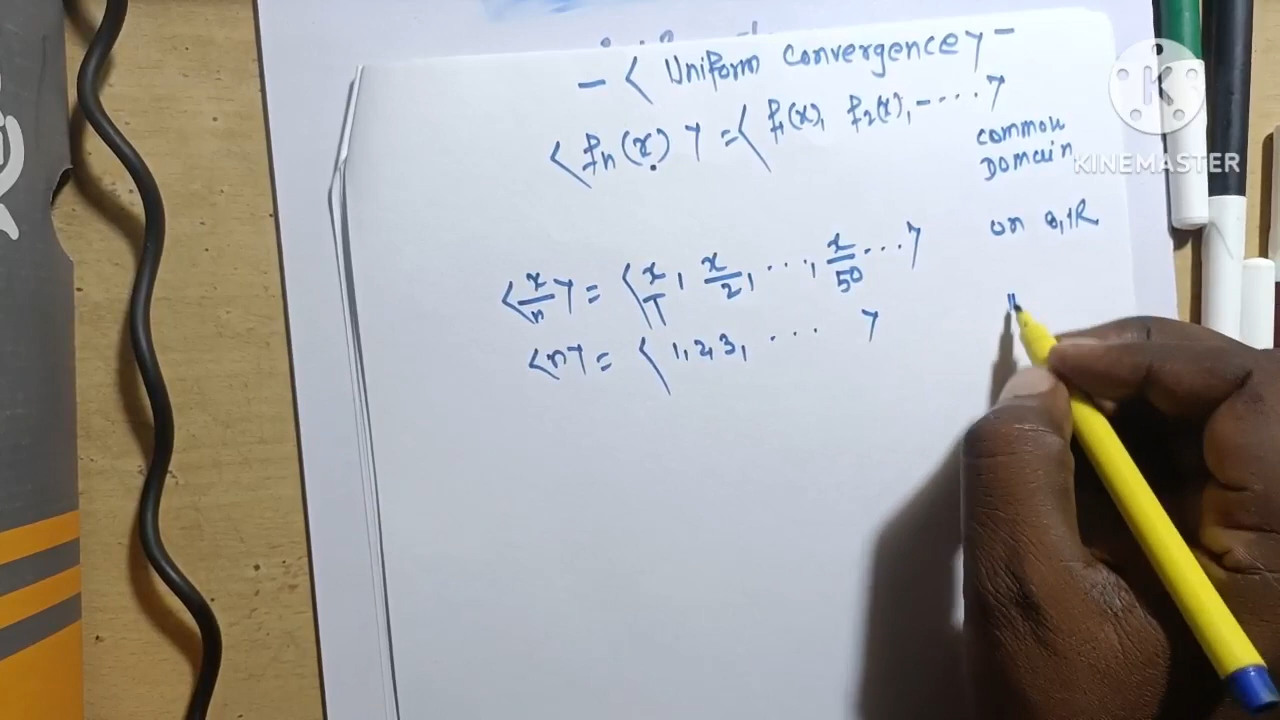 - < Uniform convergence > -
< fn(x) > = < f1(x), f2(x), - .... >
common
Domain
KINEMASTER
on , IR
< x/n > = < x/1, x/2, ..., x/50 ... >
< n > = < 1, 2, 3, ... >